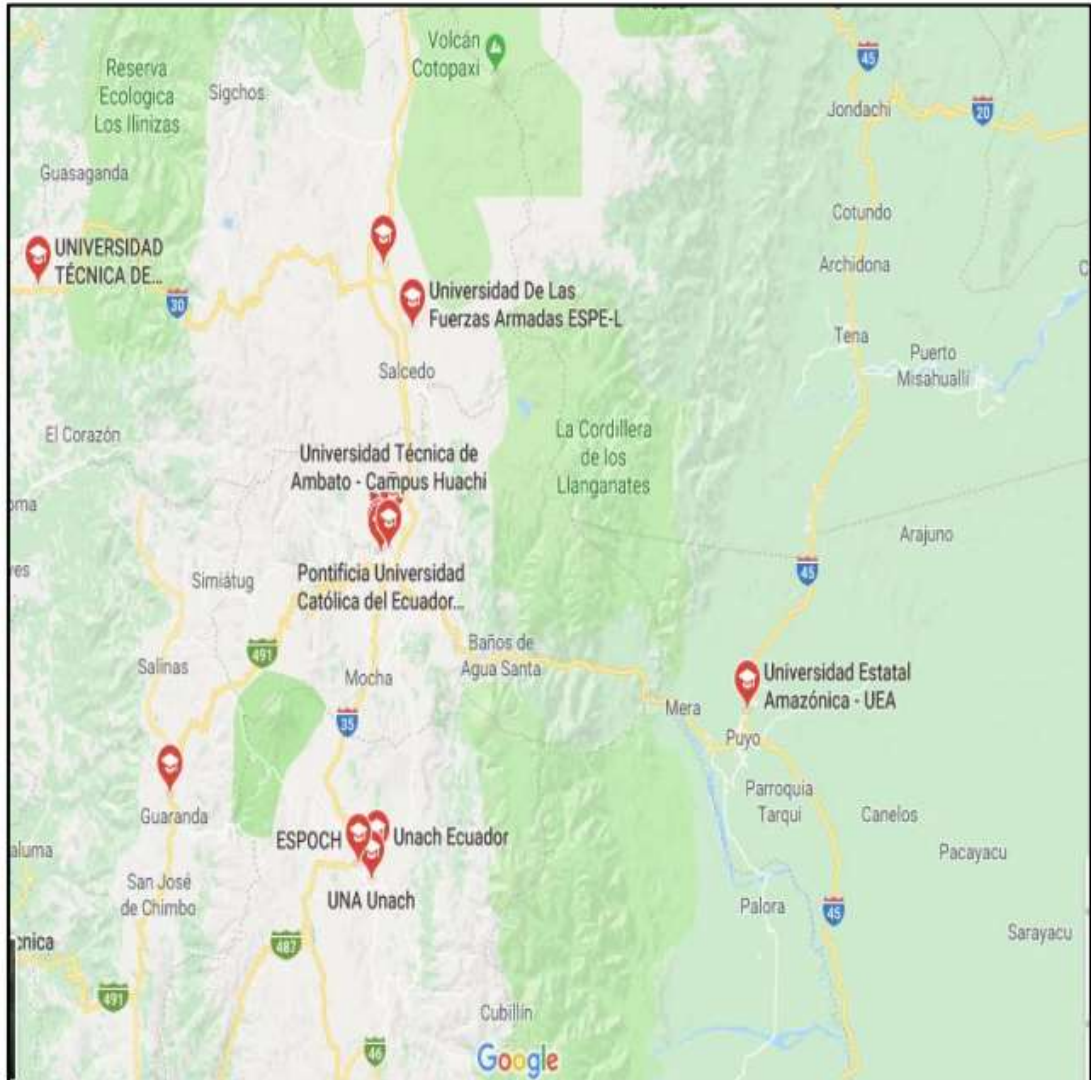 Volcán
Cotopaxi
45
Reserva
Ecologica
Los Ilinizas
Sigchos
Jondachi
20
Guasaganda
Cotundo
UNIVERSIDAD
TÉCNICA DE...
Archidona
30
Universidad De Las
Fuerzas Armadas ESPE-L
Tena
Puerto
Misahuallí
Salcedo
El Corazón
La Cordillera
de los
Llanganates
Universidad Técnica de
Ambato - Campus Huachi
oma
Arajuno
Pontificia Universidad
Católica del Ecuador...
45
ves
Simiátug
Baños de
Agua Santa
491
Salinas
Mocha
Universidad Estatal
Amazónica - UEA
Mera
35
Puyo
Parroquia
Tarqui
Guaranda
Canelos
ESPOCH
Unach Ecuador
aluma
Pacayacu
San José
de Chimbo
UNA Unach
Palora
45
Sarayacu
cnica
487
491
Cubillín
46
Google